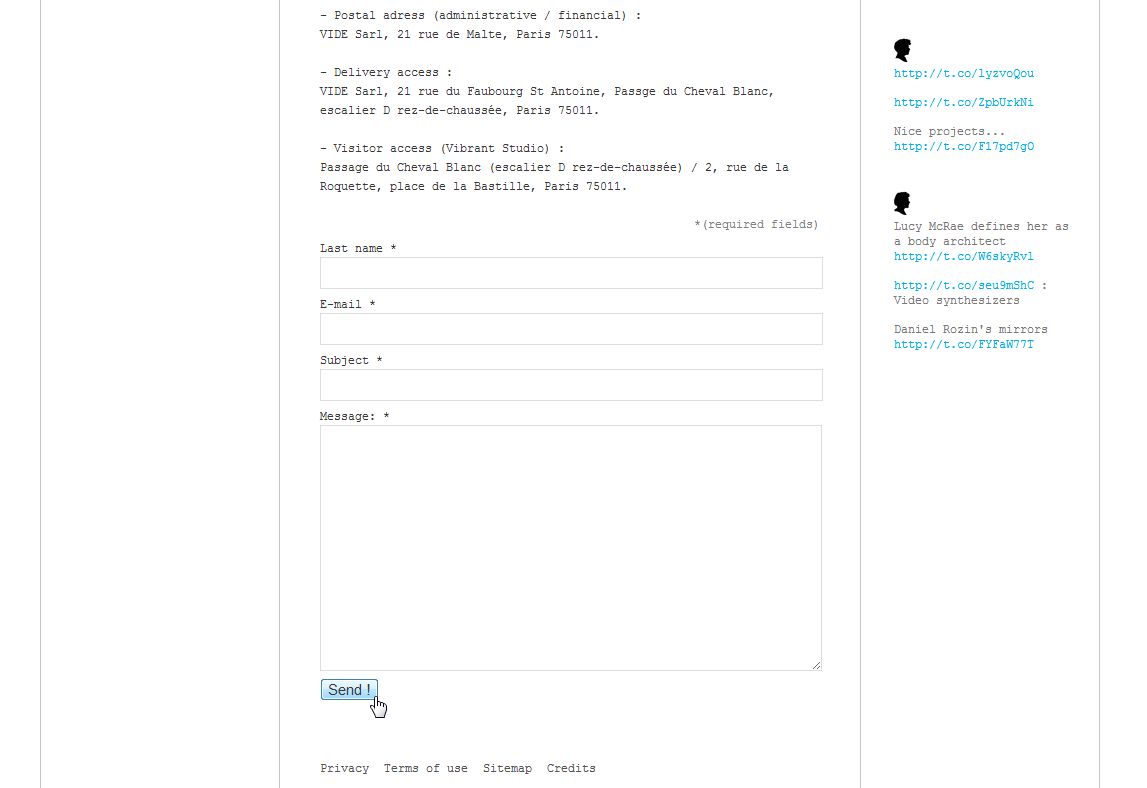 - Postal adress (administrative / financial) :
VIDE Sarl, 21 rue de Malte, Paris 75011.
- Delivery access :
VIDE Sarl, 21 rue du Faubourg St Antoine, Passge du Cheval Blanc,
escalier D rez-de-chaussée, Paris 75011.
- Visitor access (Vibrant Studio) :
Passage du Cheval Blanc (escalier D rez-de-chaussée) / 2, rue de la
Roquette, place de la Bastille, Paris 75011.
*(required fields)
Last name *
E-mail *
Subject *
Message: *
Send !
Privacy Terms of use Sitemap Credits
http://t.co/lyzvoQou
http://t.co/ZpbUrkNi
Nice projects...
http://t.co/F17pd7gO
Lucy McRae defines her as
a body architect
http://t.co/W6skyRvl
http://t.co/seu9mShC :
Video synthesizers
Daniel Rozin's mirrors
http://t.co/FYFaW77T